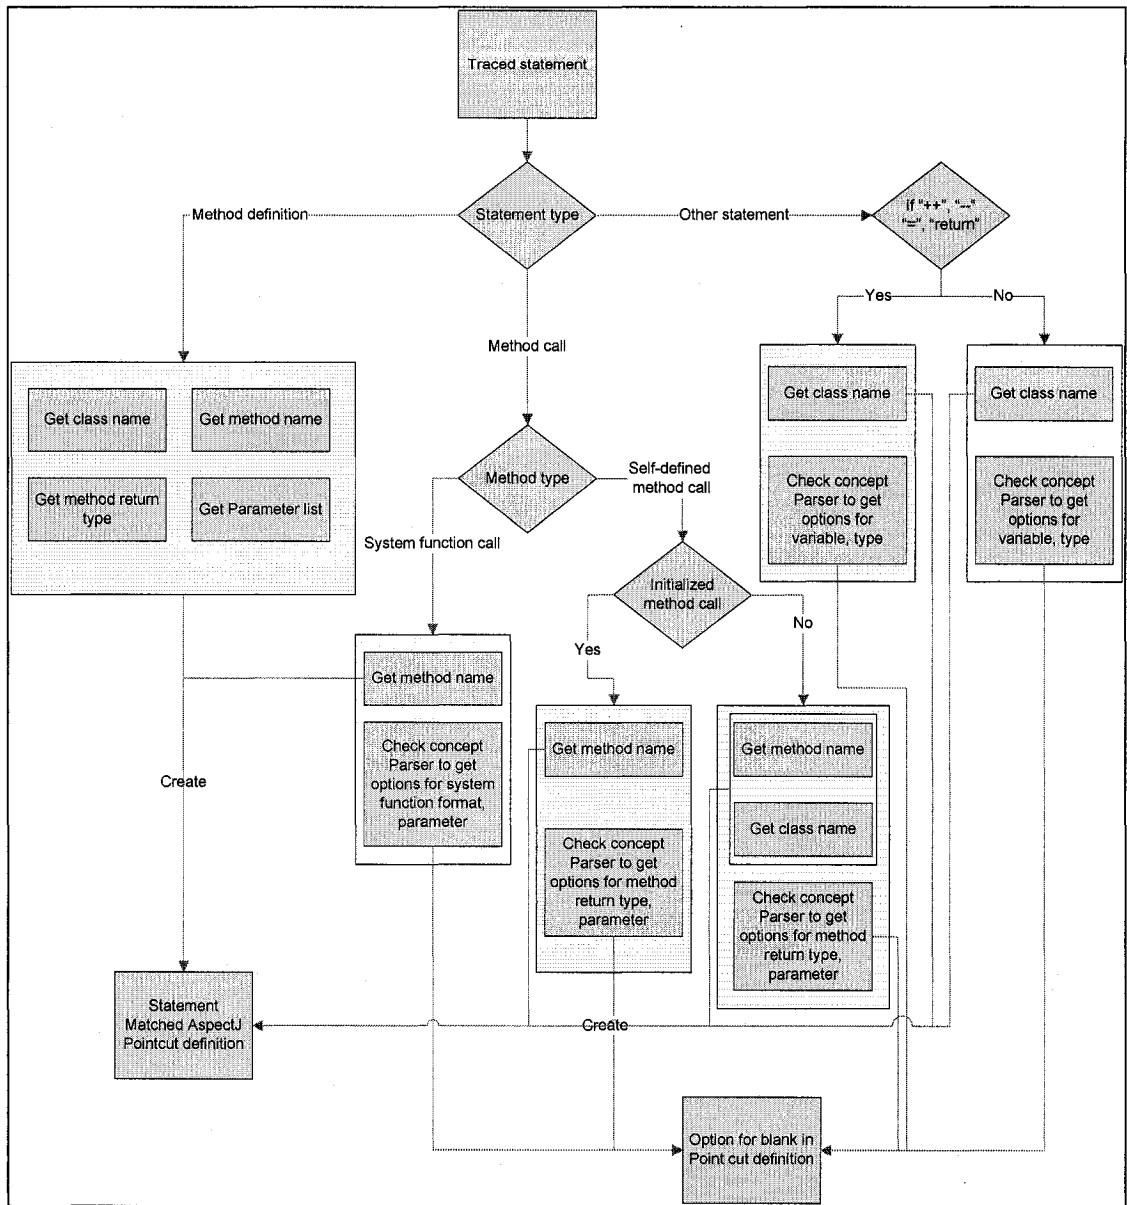 Traced statement
Method definition
Statement type
Other statement
If "++", "--"
"=", "return"
Yes
No
Method call
Get class name
Get method name
Get method return
type
Get Parameter list
Get class name
Check concept
Parser to get
options for
variable, type
Get class name
Check concept
Parser to get
options for
variable, type
Method type
Self-defined
method call
System function call
Initialized
method call
Yes
No
Get method name
Check concept
Parser to get
options for system
function format,
parameter
Get method name
Check concept
Parser to get
options for method
return type,
parameter
Get method name
Get class name
Check concept
Parser to get
options for method
return type,
parameter
Create
Statement
Matched AspectJ
Pointcut definition
Create
Option for blank in
Point cut definition